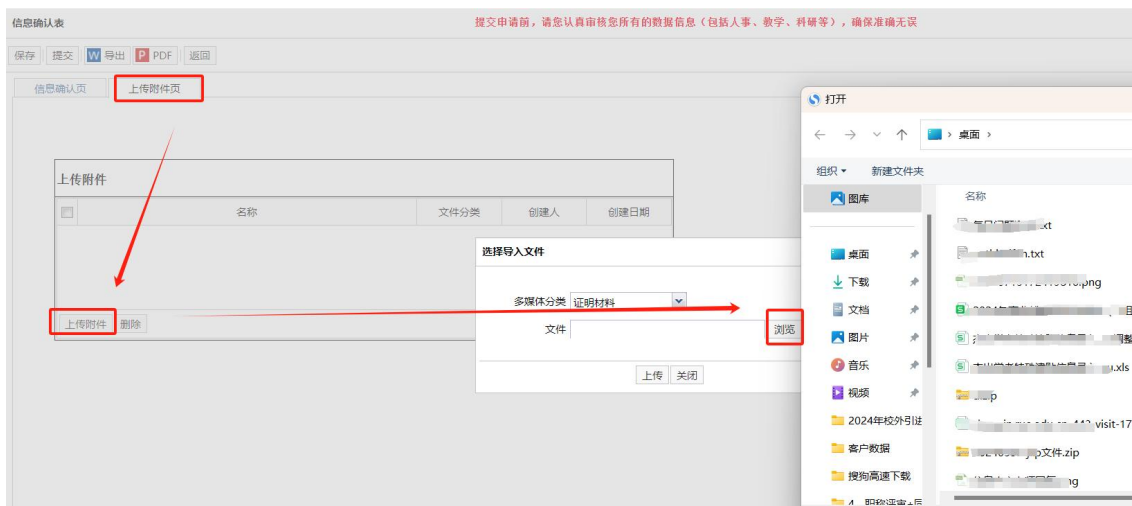 信息确认表
提交申请前，请您认真审核您所有的数据信息（包括人事、教学、科研等），确保准确无误
保存 提交 W 导出 P PDF 返回
信息确认页 上传附件页
上传附件
名称 文件分类 创建人 创建日期
上传附件 删除
选择导入文件
多媒体分类 证明材料
文件 浏览
上传 关闭
打开
桌面
组织 新建文件夹
图库
桌面
下载
文档
图片
音乐
视频
2024年校外引进
客户数据
搜狗高速下载
4、职称评审+同
名称
.txt
.png
.xls
visit-17
文件.zip